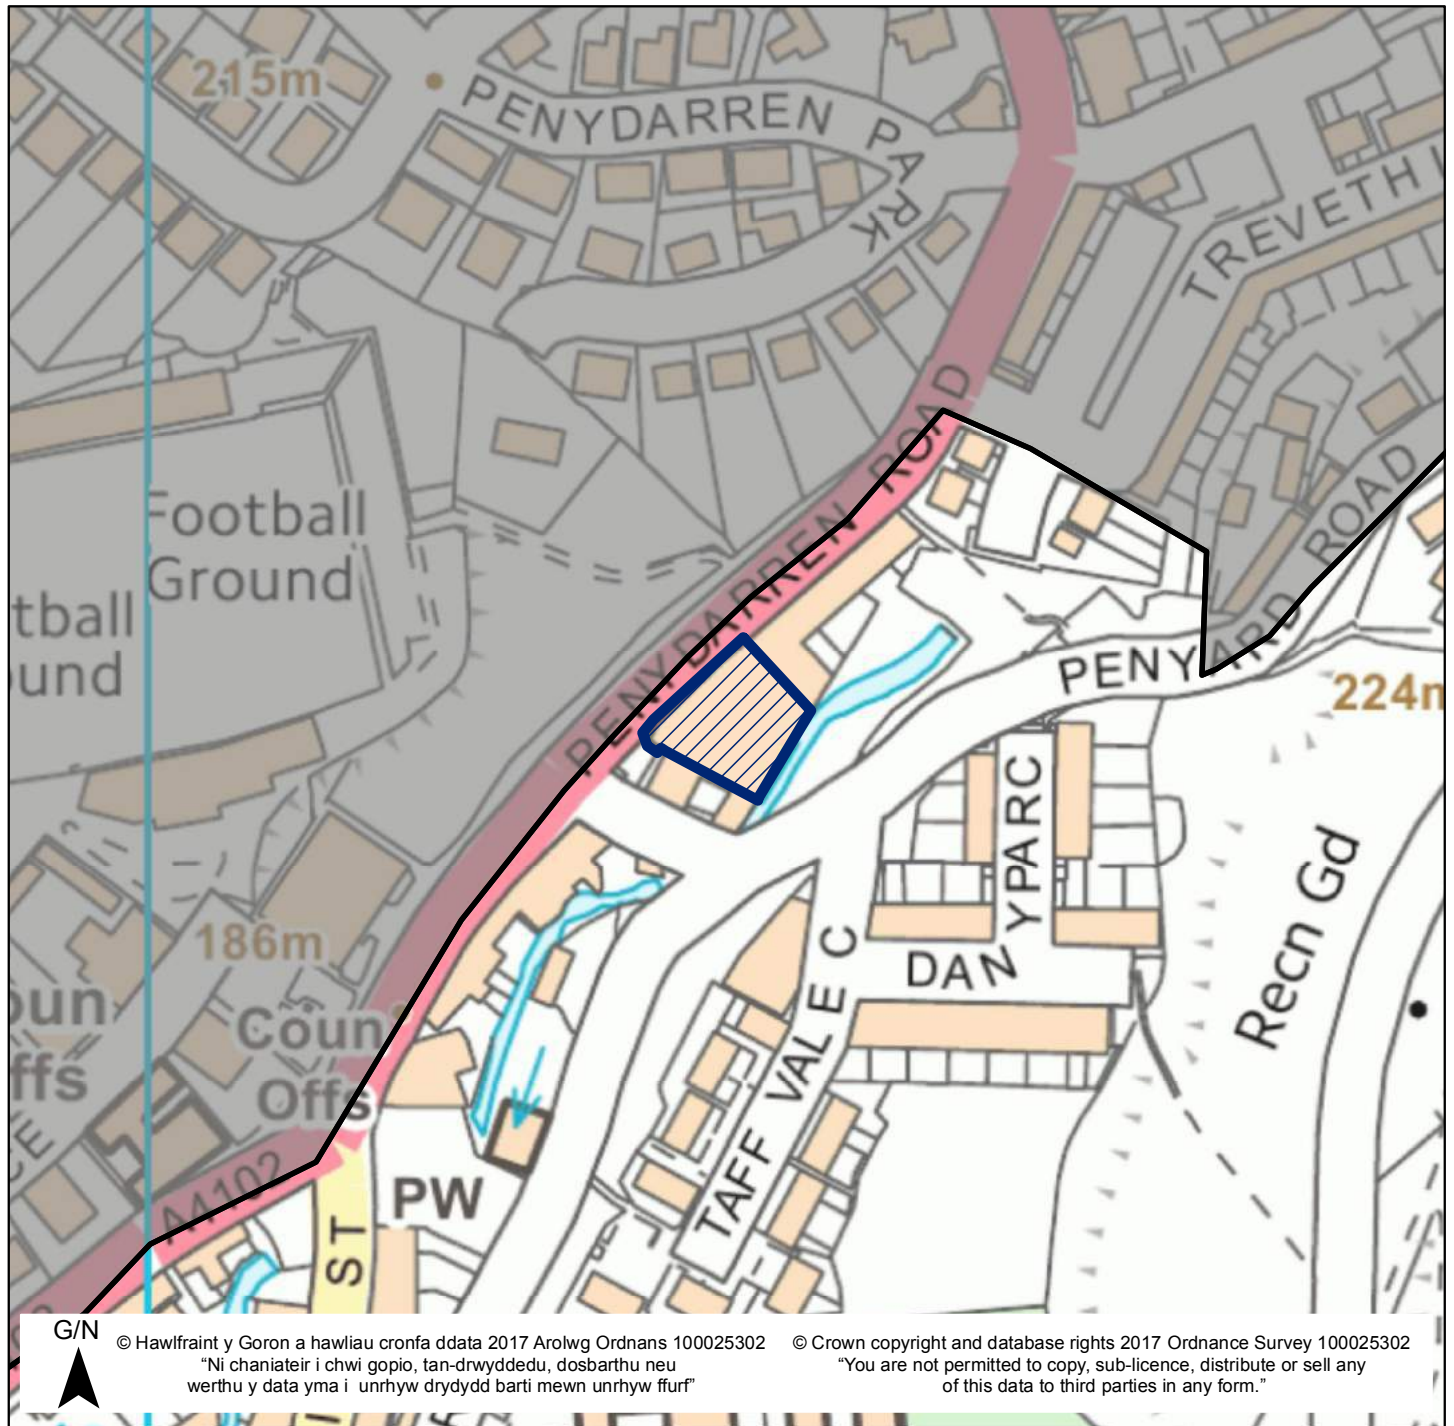 215m
PENYDARREN PARK
TREVETH
PENYDARREN ROAD
Football
Ground
tball
und
PENYARD ROAD
224m
YPARC
DAN
Recn Gd
186m
Coun
Offs
oun
ffs
TAFF VALE C
A4102
PW
ST
G/N
© Hawlfraint y Goron a hawliau cronfa ddata 2017 Arolwg Ordnans 100025302
“Ni chaniateir i chwi gopio, tan-drwyddedu, dosbarthu neu
werthu y data yma i unrhyw drydydd barti mewn unrhyw ffurf”
© Crown copyright and database rights 2017 Ordnance Survey 100025302
“You are not permitted to copy, sub-licence, distribute or sell any
of this data to third parties in any form.”